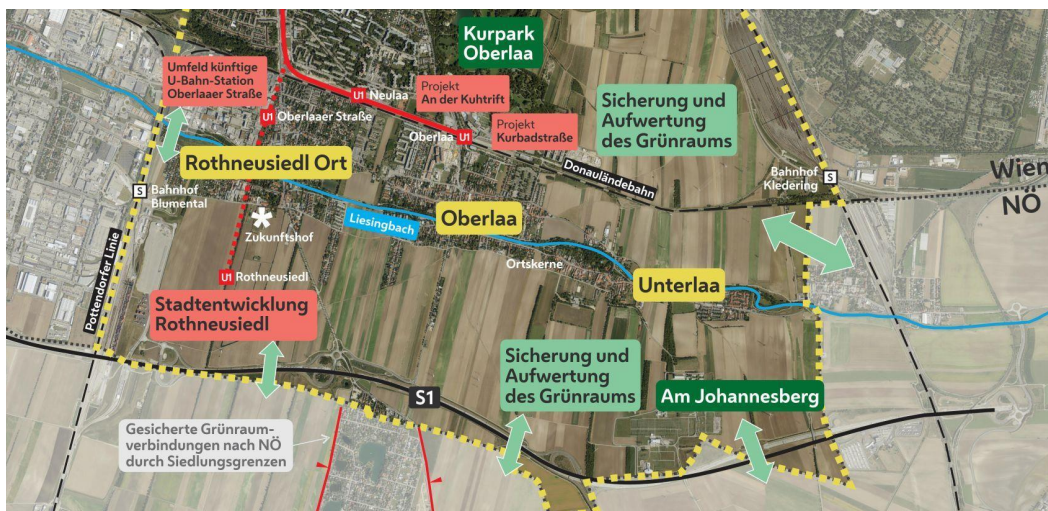 Kurpark
Oberlaa
Umfeld künftige
U-Bahn-Station
Oberlaaer Straße
U1 Neulaa
Projekt
An der Kuhtrift
U1 Oberlaaer Straße
Oberlaa U1
Projekt
Kurbadstraße
Sicherung und
Aufwertung
des Grünraums
Rothneusiedl Ort
Donauländebahn
Bahnhof
Kledering
S
Wien
NÖ
S
Bahnhof
Blumental
Zukunftshof
Liesingbach
Oberlaa
Ortskerne
Unterlaa
Pottendorfer Linie
U1 Rothneusiedl
Stadtentwicklung
Rothneusiedl
S1
Sicherung und
Aufwertung
des Grünraums
Am Johannesberg
Gesicherte Grünraum-
verbindungen nach NÖ
durch Siedlungsgrenzen